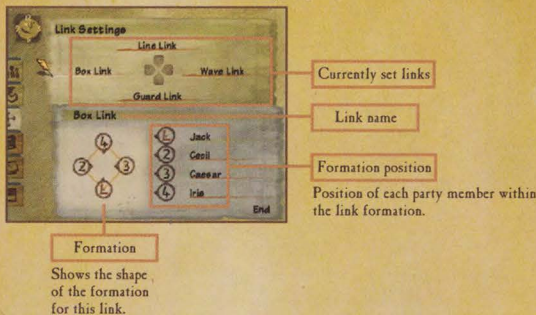 Link Settings
Line Link
Box Link
Wave Link
Guard Link
Currently set links
Box Link
Link name
4
2
3
L
L Jack
2 Cecil
3 Caesar
4 Iria
End
Formation position
Position of each party member within
the link formation.
Formation
Shows the shape
of the formation
for this link.